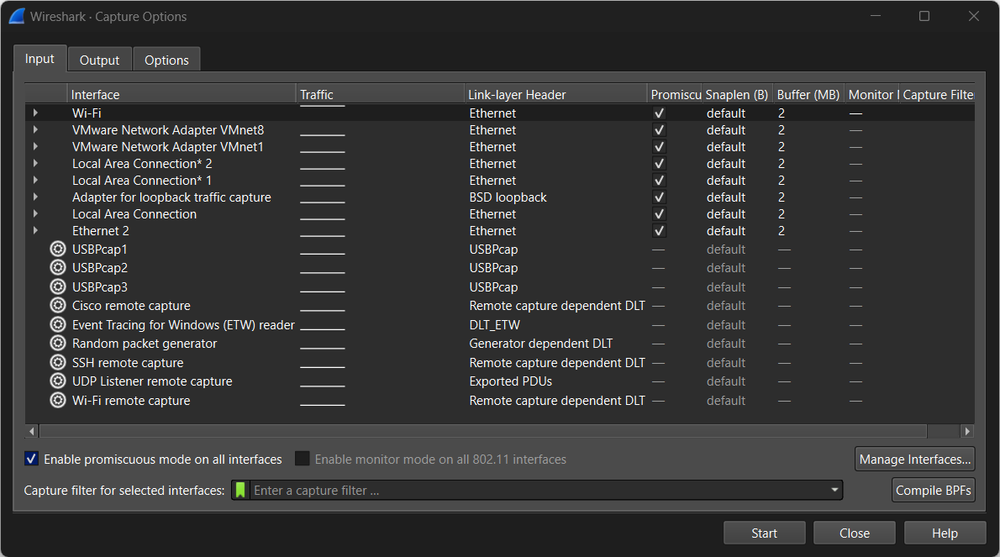 Wireshark · Capture Options
Input Output Options
Interface Traffic Link-layer Header Promiscu Snaplen (B) Buffer (MB) Monitor Capture Filte
Wi-Fi Ethernet default 2 —
VMware Network Adapter VMnet8 Ethernet default 2 —
VMware Network Adapter VMnet1 Ethernet default 2 —
Local Area Connection* 2 Ethernet default 2 —
Local Area Connection* 1 Ethernet default 2 —
Adapter for loopback traffic capture BSD loopback default 2 —
Local Area Connection Ethernet default 2 —
Ethernet 2 Ethernet default 2 —
USBPcap1 USBPcap — default — —
USBPcap2 USBPcap — default — —
USBPcap3 USBPcap — default — —
Cisco remote capture Remote capture dependent DLT — default — —
Event Tracing for Windows (ETW) reader DLT_ETW — default — —
Random packet generator Generator dependent DLT — default — —
SSH remote capture Remote capture dependent DLT — default — —
UDP Listener remote capture Exported PDUs — default — —
Wi-Fi remote capture Remote capture dependent DLT — default — —
Enable promiscuous mode on all interfaces Enable monitor mode on all 802.11 interfaces Manage Interfaces...
Capture filter for selected interfaces: Enter a capture filter ... Compile BPFs
Start Close Help